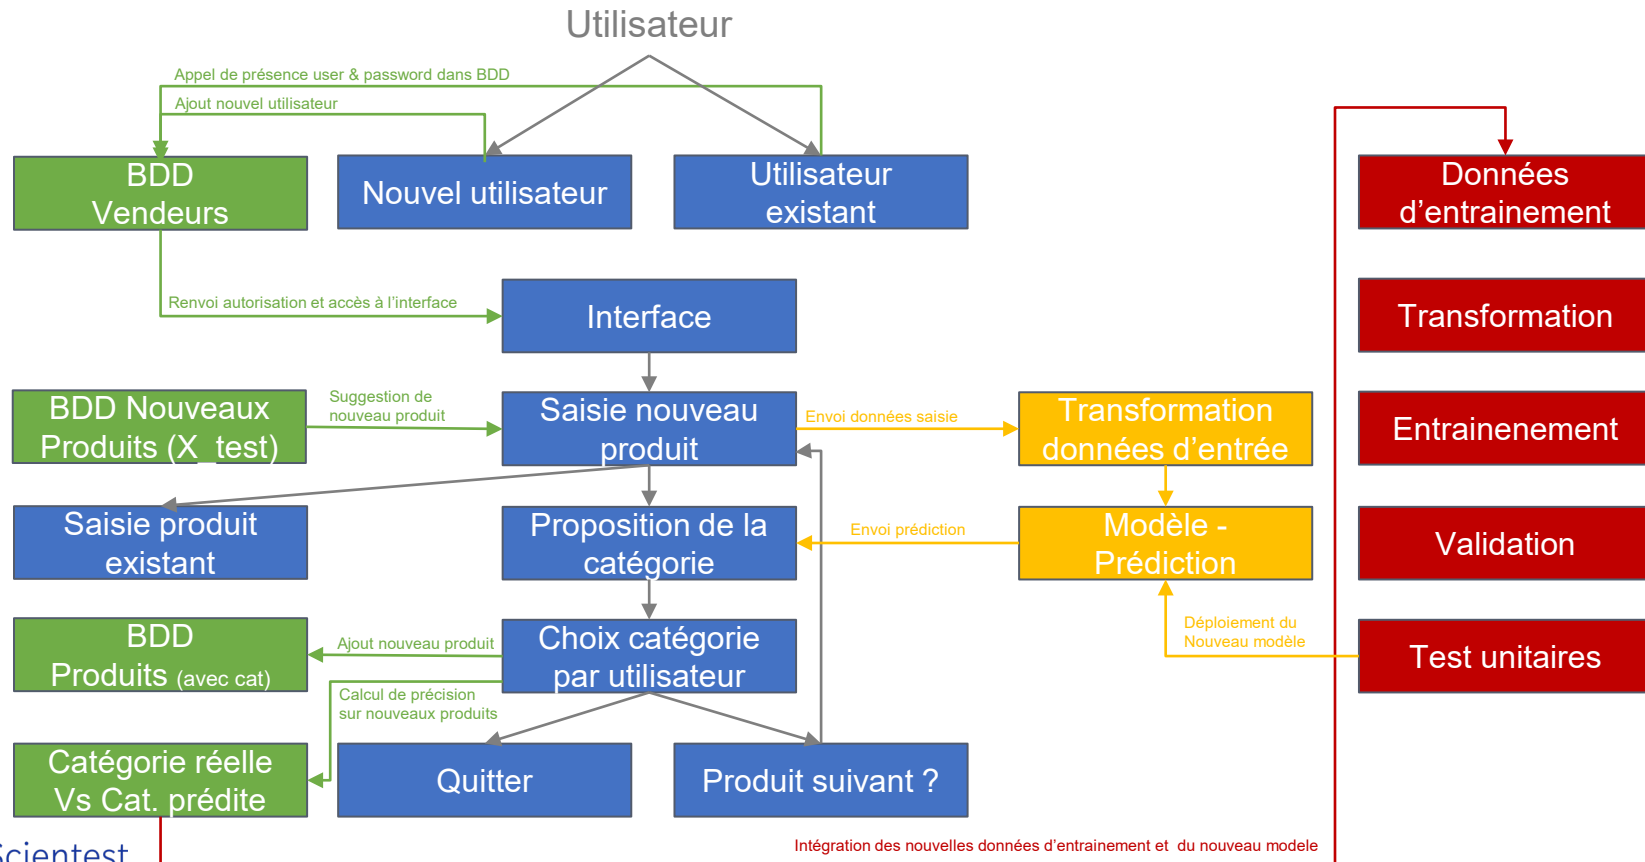 Utilisateur
Appel de présence user & password dans BDD
Ajout nouvel utilisateur
BDD
Vendeurs
Nouvel utilisateur
Utilisateur
existant
Données
d'entrainement
Renvoi autorisation et accès à l'interface
Interface
Transformation
BDD Nouveaux
Produits (X_test)
Suggestion de
nouveau produit
Saisie nouveau
produit
Envoi données saisie
Transformation
données d'entrée
Entrainenement
Saisie produit
existant
Proposition de la
catégorie
Envoi prédiction
Modèle -
Prédiction
Validation
BDD
Produits (avec cat)
Ajout nouveau produit
Choix catégorie
par utilisateur
Déploiement du
Nouveau modèle
Test unitaires
Calcul de précision
sur nouveaux produits
Catégorie réelle
Vs Cat. prédite
Quitter
Produit suivant ?
Intégration des nouvelles données d'entrainement et du nouveau modele
Scientest